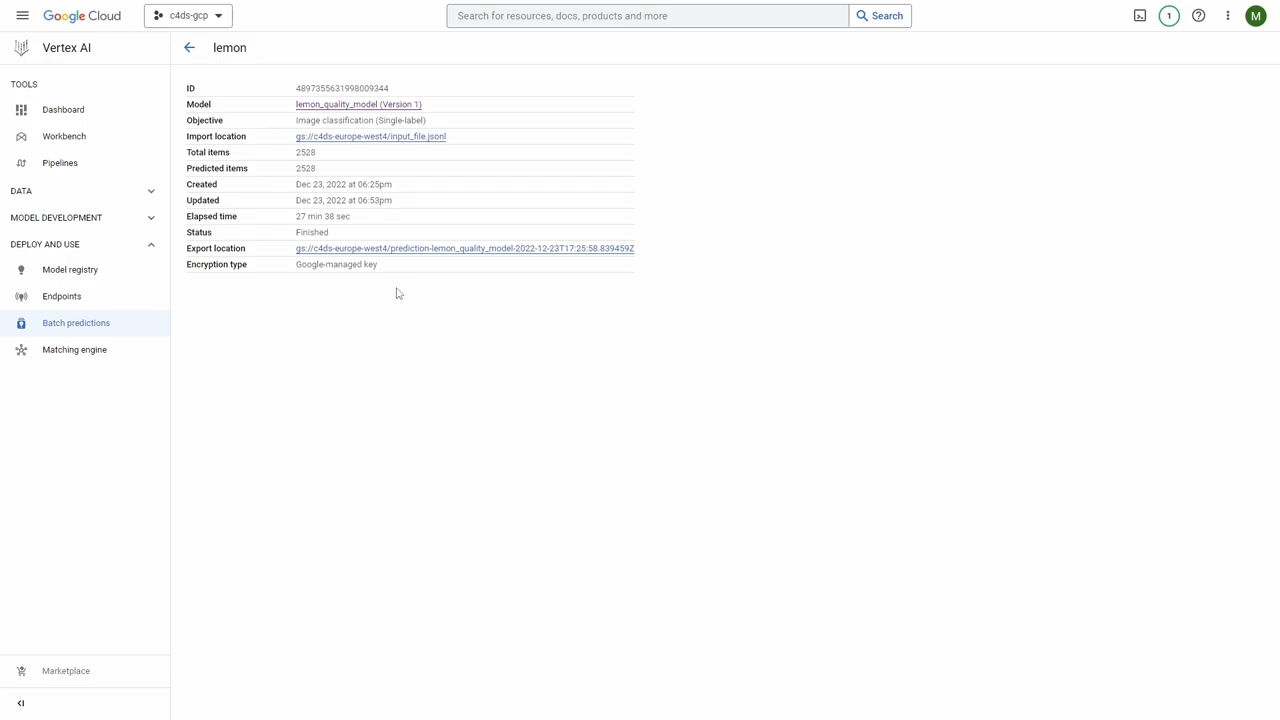 Google Cloud
c4ds-gcp
Search for resources, docs, products and more
Search
1
M
Vertex AI
lemon
TOOLS
Dashboard
Workbench
Pipelines
DATA
MODEL DEVELOPMENT
DEPLOY AND USE
Model registry
Endpoints
Batch predictions
Matching engine
Marketplace
ID 4897355631998009344
Model lemon_quality_model (Version 1)
Objective Image classification (Single-label)
Import location gs://c4ds-europe-west4/input_file.jsonl
Total items 2528
Predicted items 2528
Created Dec 23, 2022 at 06:25pm
Updated Dec 23, 2022 at 06:53pm
Elapsed time 27 min 38 sec
Status Finished
Export location gs://c4ds-europe-west4/prediction-lemon_quality_model-2022-12-23T17:25:58.839459Z
Encryption type Google-managed key